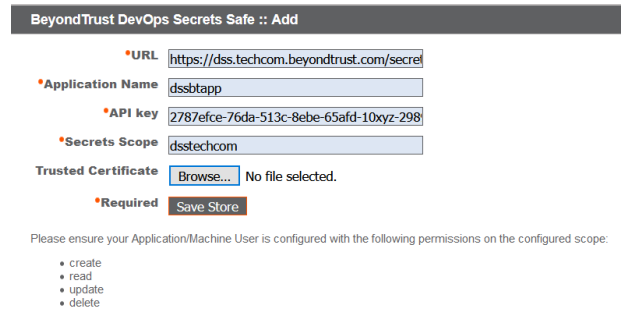 BeyondTrust DevOps Secrets Safe :: Add
•URL https://dss.techcom.beyondtrust.com/secret
•Application Name dssbtapp
•API key 2787efce-76da-513c-8ebe-65afd-10xyz-298
•Secrets Scope dsstechcom
Trusted Certificate Browse... No file selected.
•Required Save Store
Please ensure your Application/Machine User is configured with the following permissions on the configured scope:
• create
• read
• update
• delete